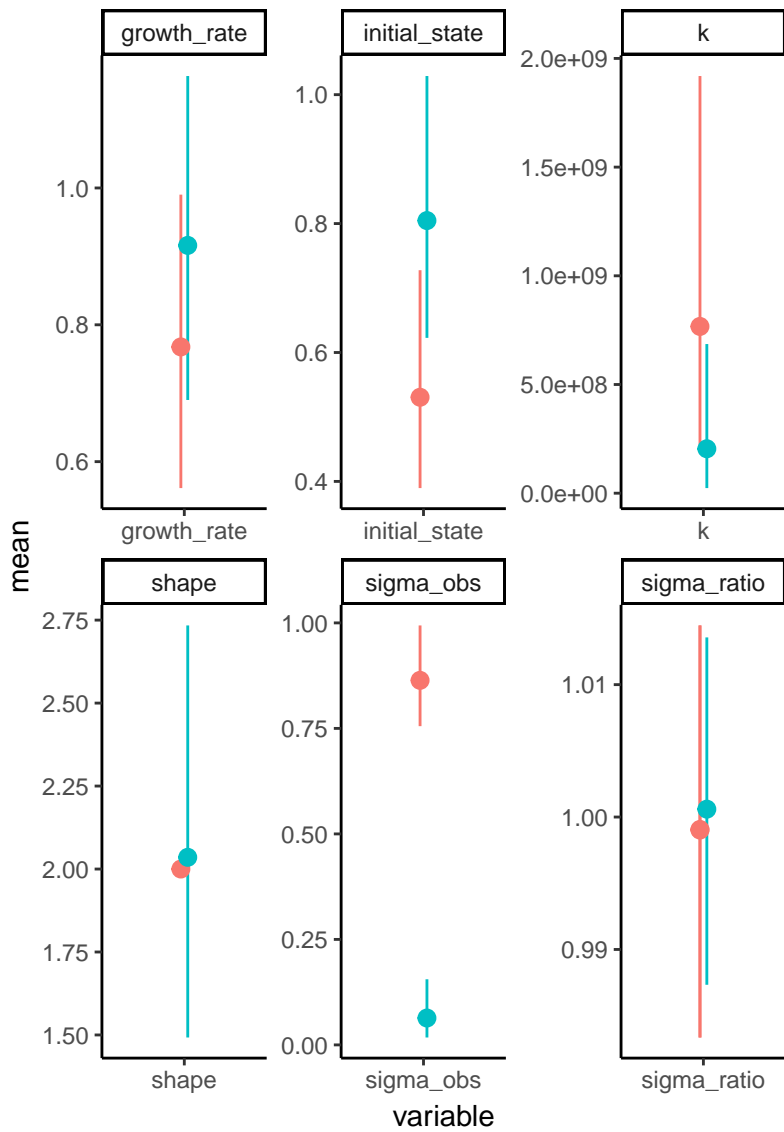 growth_rate
initial_state
k
1.0
0.8
0.6
1.0
0.8
0.6
0.4
2.0e+09
1.5e+09
1.0e+09
5.0e+08
0.0e+00
growth_rate
initial_state
k
mean
shape
sigma_obs
sigma_ratio
2.75
2.50
2.25
2.00
1.75
1.50
1.00
0.75
0.50
0.25
0.00
1.01
1.00
0.99
shape
sigma_obs
sigma_ratio
variable